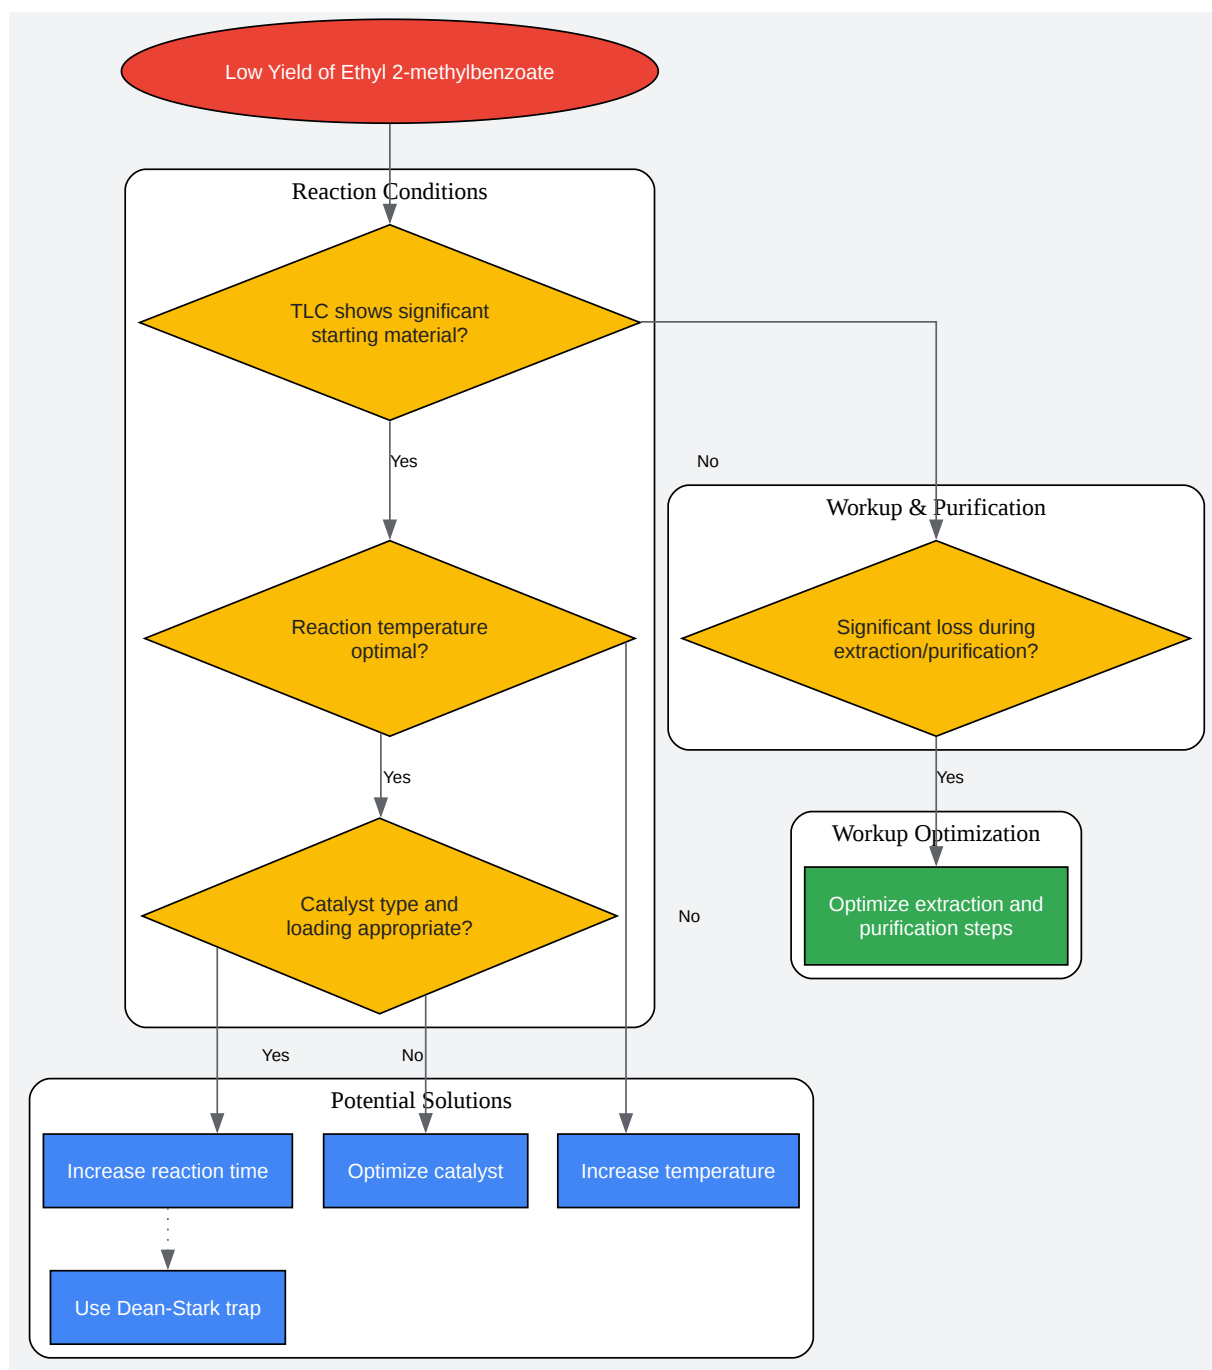 Low Yield of Ethyl 2-methylbenzoate
Reaction Conditions
TLC shows significant
starting material?
Yes
No
Workup & Purification
Reaction temperature
optimal?
Significant loss during
extraction/purification?
Yes
Yes
Workup Optimization
Catalyst type and
loading appropriate?
No
Optimize extraction and
purification steps
Yes
No
Potential Solutions
Increase reaction time
Optimize catalyst
Increase temperature
Use Dean-Stark trap